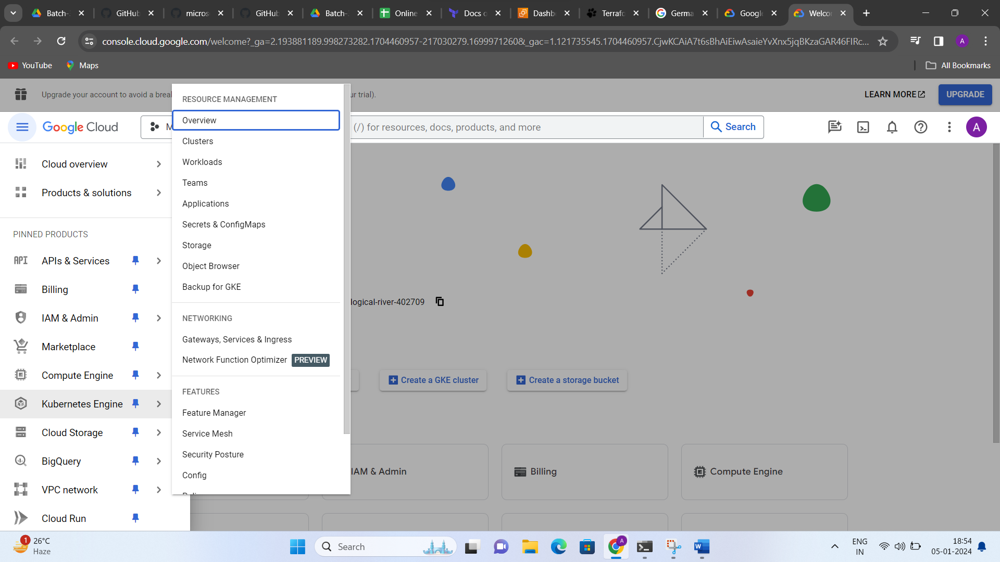 Batch-
GitHub
micros
GitHub
Batch-
Online
Docs o
Dashb
Terrafo
Germa
Google
Welco
console.cloud.google.com/welcome?_ga=2.193881189.998273282.1704460957-217030279.1699971260&_gac=1.121735545.1704460957.CjwKCAiA7t6sBhAiEiwAsaieYvXnx5jqBKzaGAR46FIRc...
A
YouTube
Maps
All Bookmarks
Upgrade your account to avoid a brea
ur trial).
LEARN MORE
UPGRADE
Google Cloud
M
(/) for resources, docs, products, and more
Search
A
Cloud overview
Products & solutions
PINNED PRODUCTS
API APIs & Services
Billing
IAM & Admin
Marketplace
Compute Engine
Kubernetes Engine
Cloud Storage
BigQuery
VPC network
Cloud Run
RESOURCE MANAGEMENT
Overview
Clusters
Workloads
Teams
Applications
Secrets & ConfigMaps
Storage
Object Browser
Backup for GKE
NETWORKING
Gateways, Services & Ingress
Network Function Optimizer PREVIEW
FEATURES
Feature Manager
Service Mesh
Security Posture
Config
logical-river-402709
Create a GKE cluster
Create a storage bucket
IAM & Admin
Billing
Compute Engine
1
26°C
Haze
Search
A
W
ENG
IN
18:54
05-01-2024